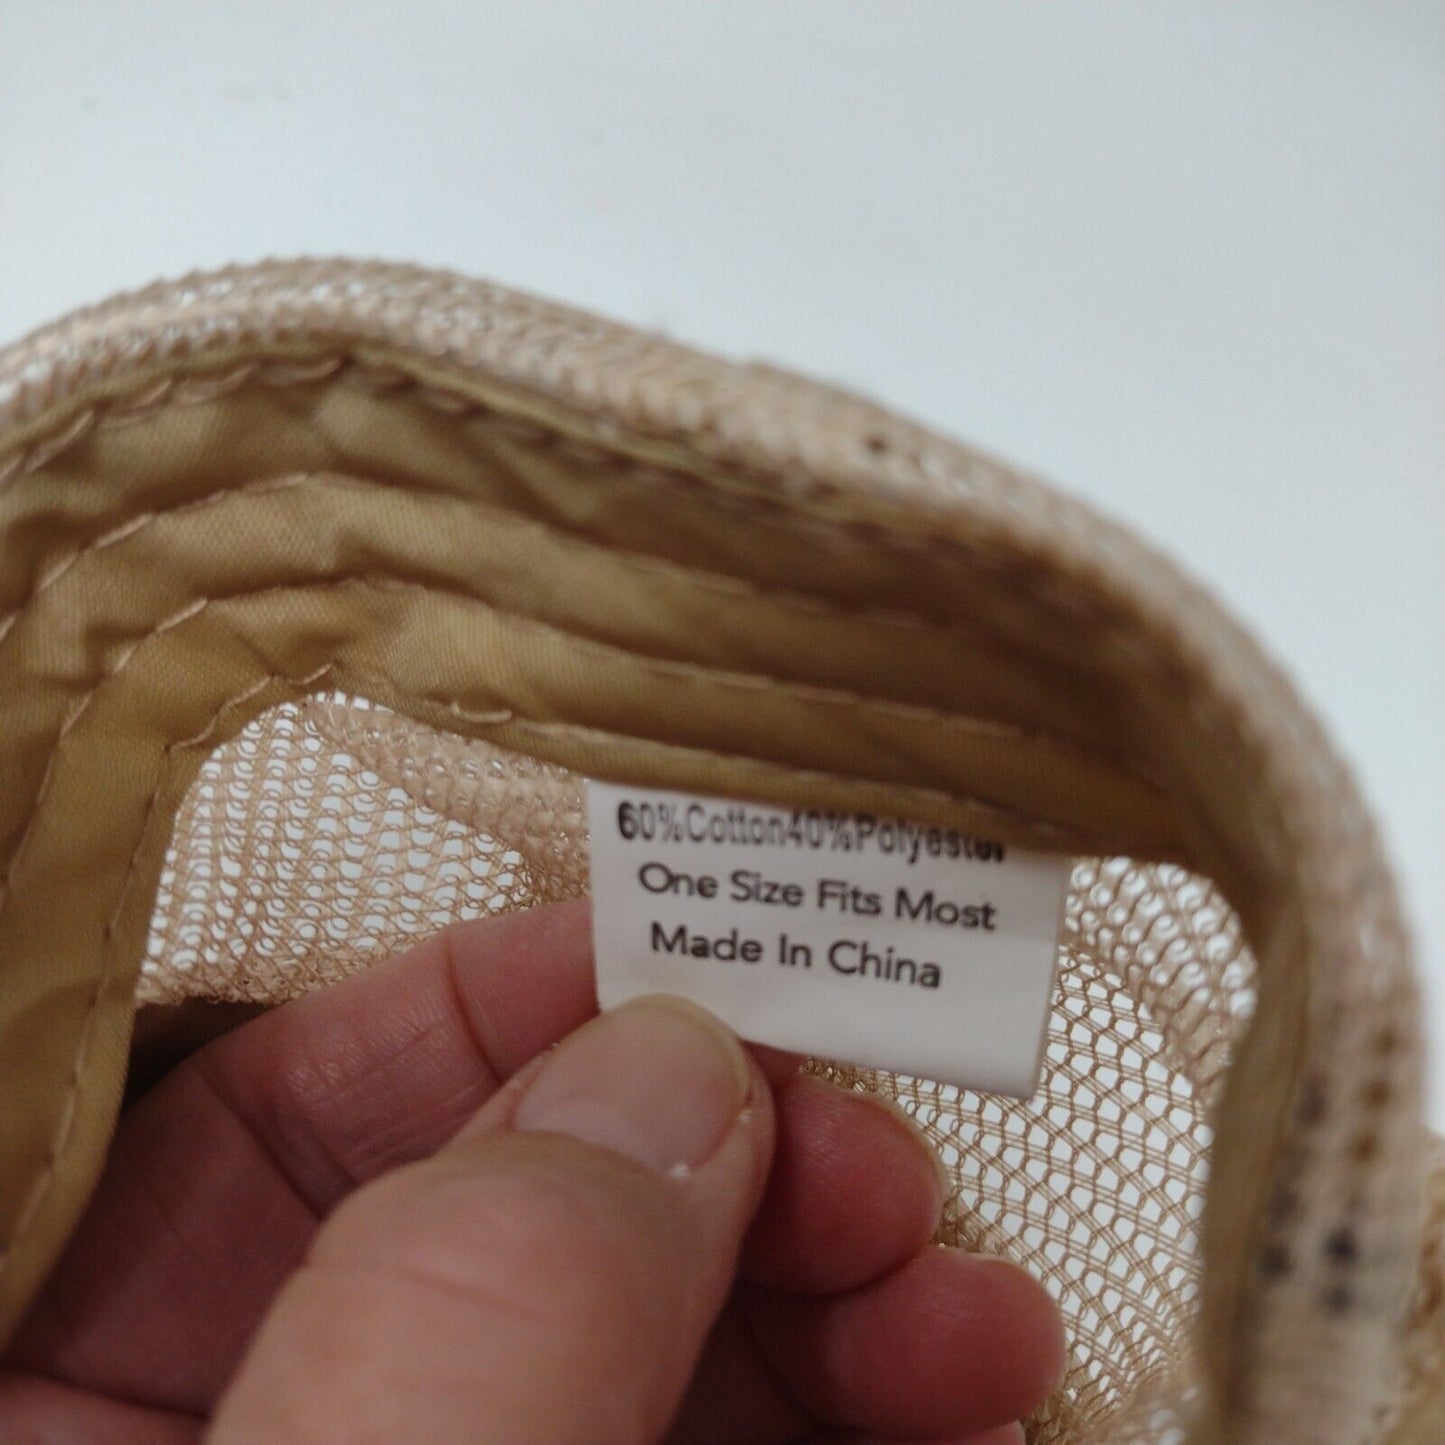 60%Cotton40%Polyester
One Size Fits Most
Made In China